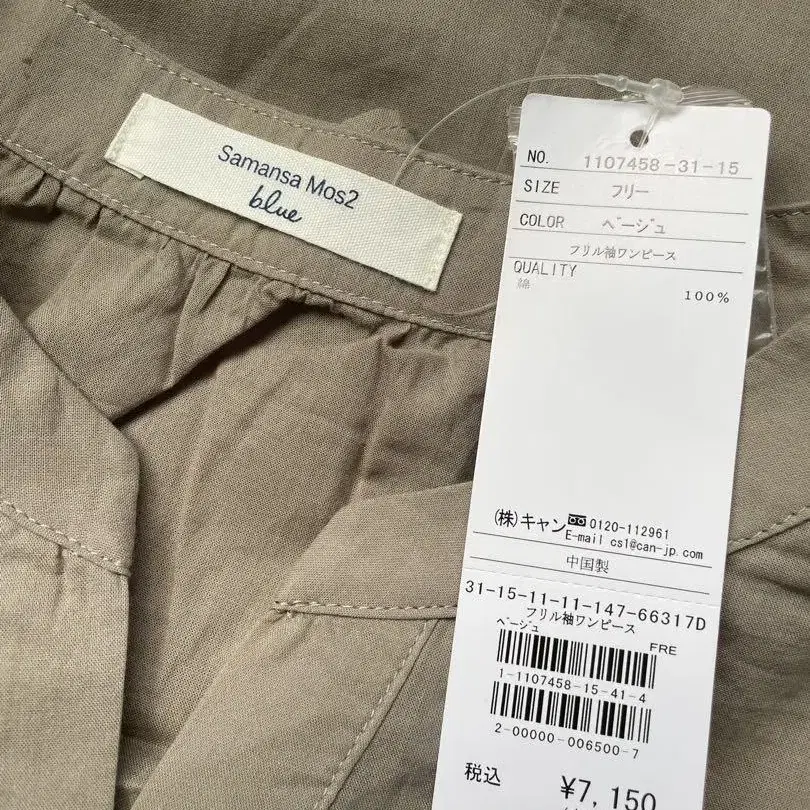 Samansa Mos2
blue
NO. 1107458-31-15
SIZE フリー
COLOR ベージュ
フリル袖ワンピース
QUALITY
綿 100%
(株)キャン 0120-112961
E-mail cs1@can-jp.com
中国製
31-15-11-11-147-66317D
フリル袖ワンピース
ベージュ
FRE
1-1107458-15-41-4
2-00000-006500-7
税込 ¥7,150